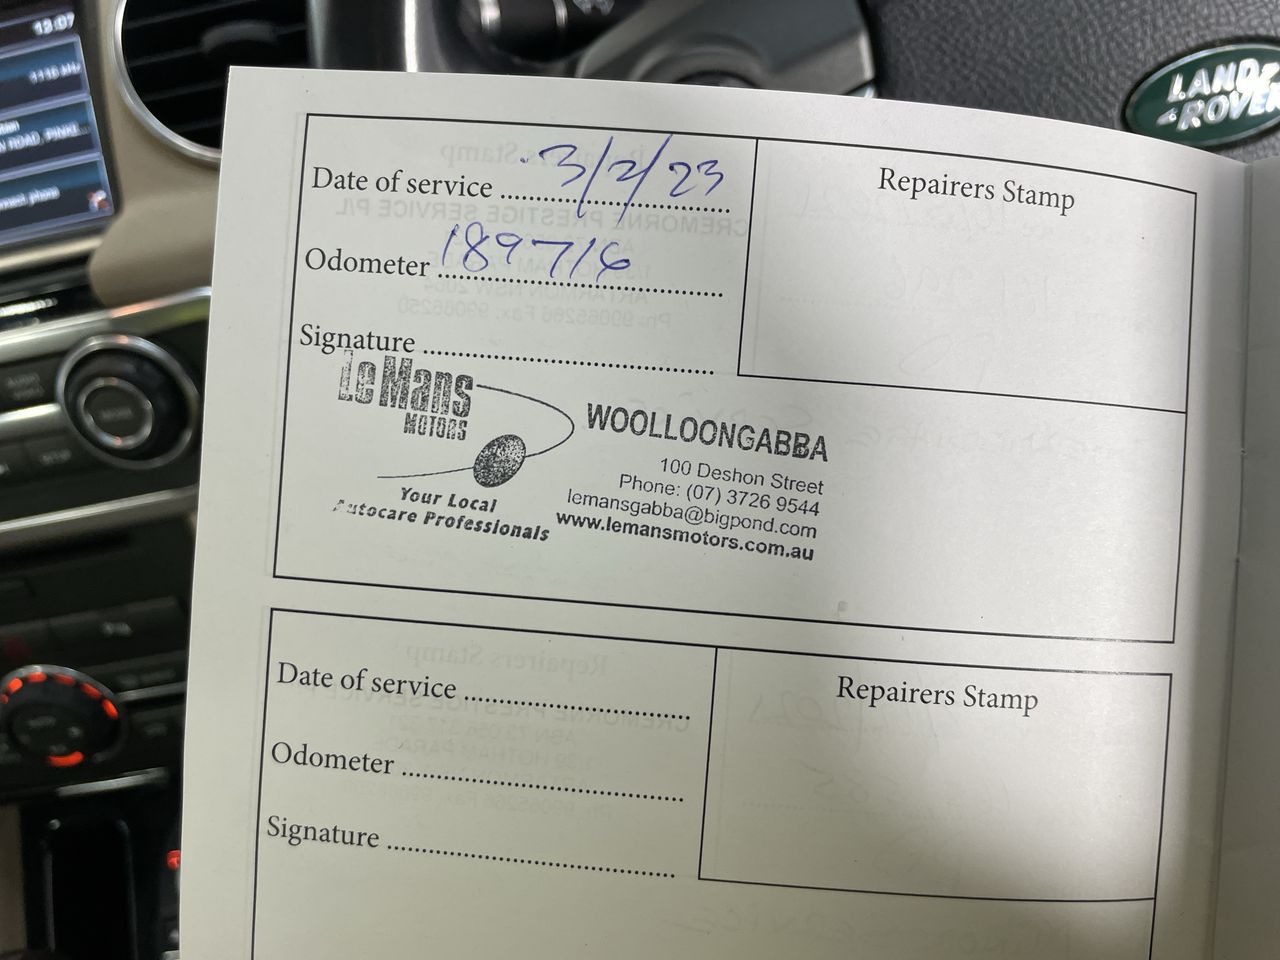 13:07
LAND
ROVER
Date of service 3/2/23
Repairers Stamp
Odometer 189716
Signature
Le Mans
MOTORS
Your Local
Autocare Professionals
WOOLLOONGABBA
100 Deshon Street
Phone: (07) 3726 9544
lemansgabba@bigpond.com
www.lemansmotors.com.au
Date of service
Repairers Stamp
Odometer
Signature